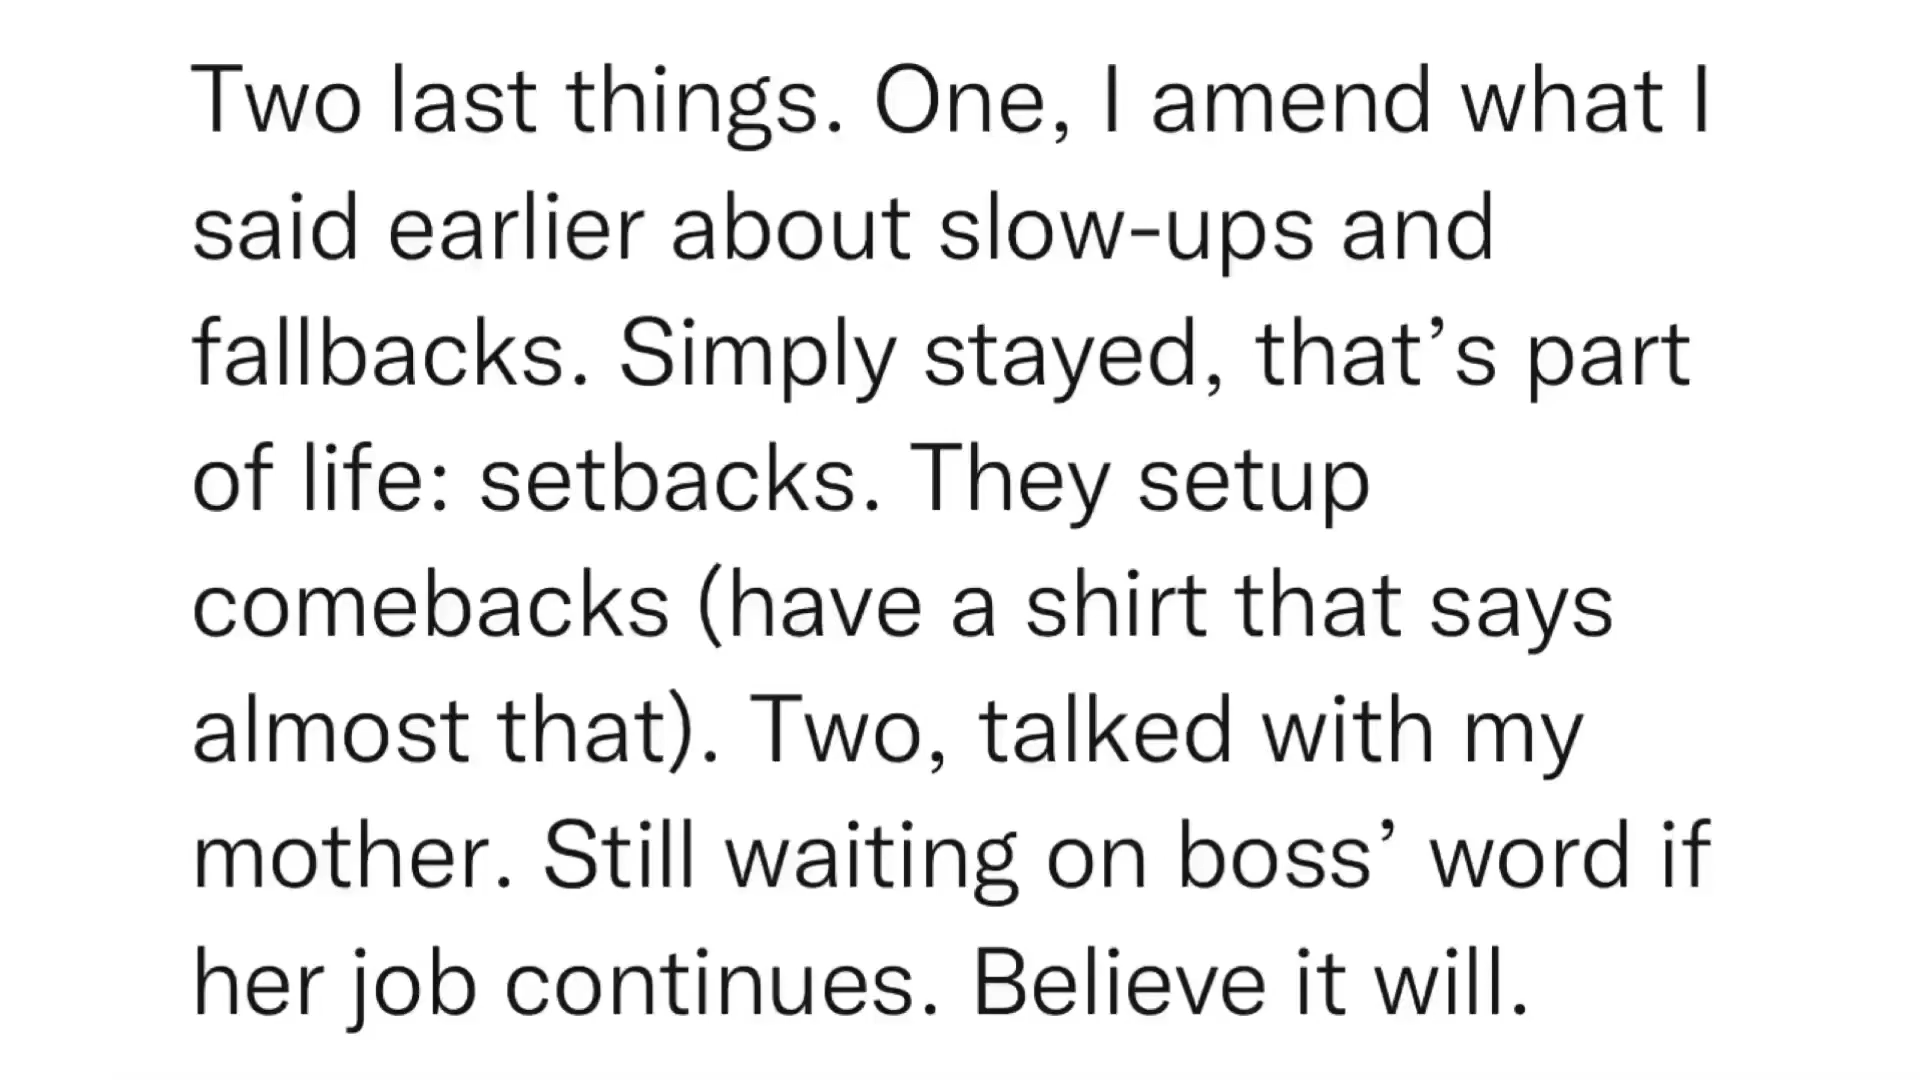 Two last things. One, I amend what I
said earlier about slow-ups and
fallbacks. Simply stayed, that’s part
of life: setbacks. They setup
comebacks (have a shirt that says
almost that). Two, talked with my
mother. Still waiting on boss’ word if
her job continues. Believe it will.